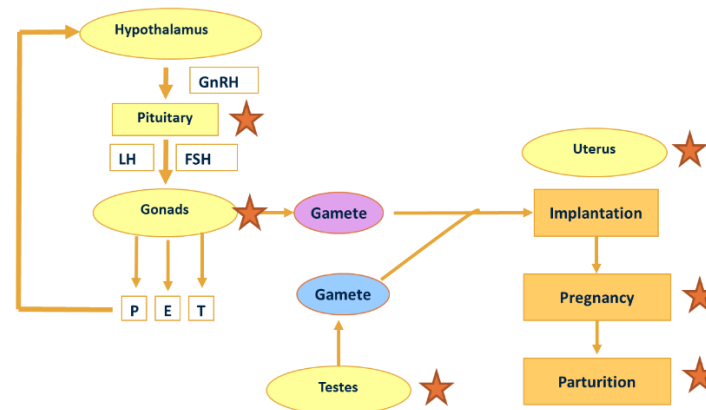 Hypothalamus
GnRH
Pituitary
LH
FSH
Uterus
Gonads
Gamete
Implantation
Gamete
Pregnancy
P
E
T
Testes
Parturition